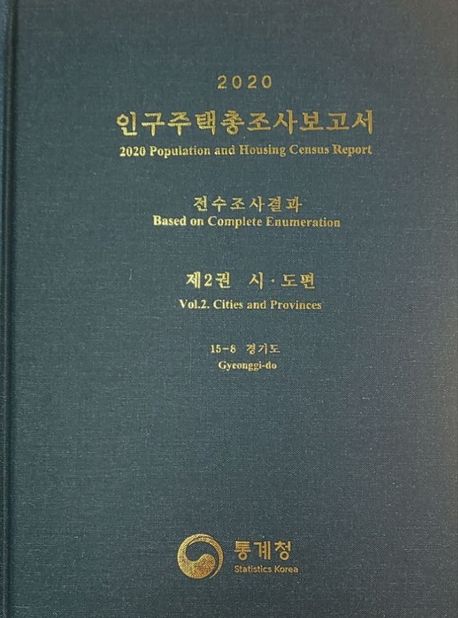 2020
인구주택총조사보고서
2020 Population and Housing Census Report
전수조사결과
Based on Complete Enumeration
제2권 시·도편
Vol.2. Cities and Provinces
15-8 경기도
Gyeonggi-do
통계청
Statistics Korea